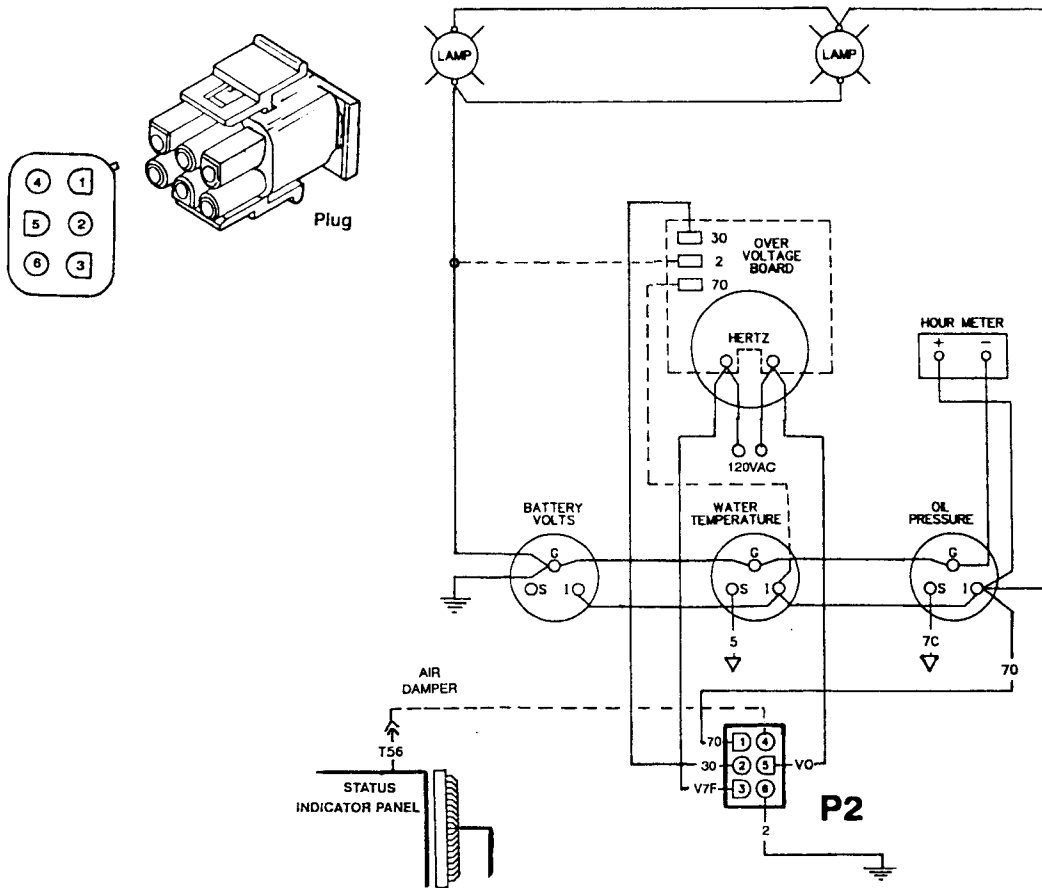 LAMP
LAMP
4 1
5 2
6 3
Plug
30
2
70
OVER
VOLTAGE
BOARD
HERTZ
HOUR METER
+ −
120VAC
BATTERY
VOLTS
WATER
TEMPERATURE
OIL
PRESSURE
G
S I
G
S I
G
S I
5
7C
70
AIR
DAMPER
T56
STATUS
INDICATOR PANEL
70 1 4
30 2 5 VO
V7F 3 6
P2
2